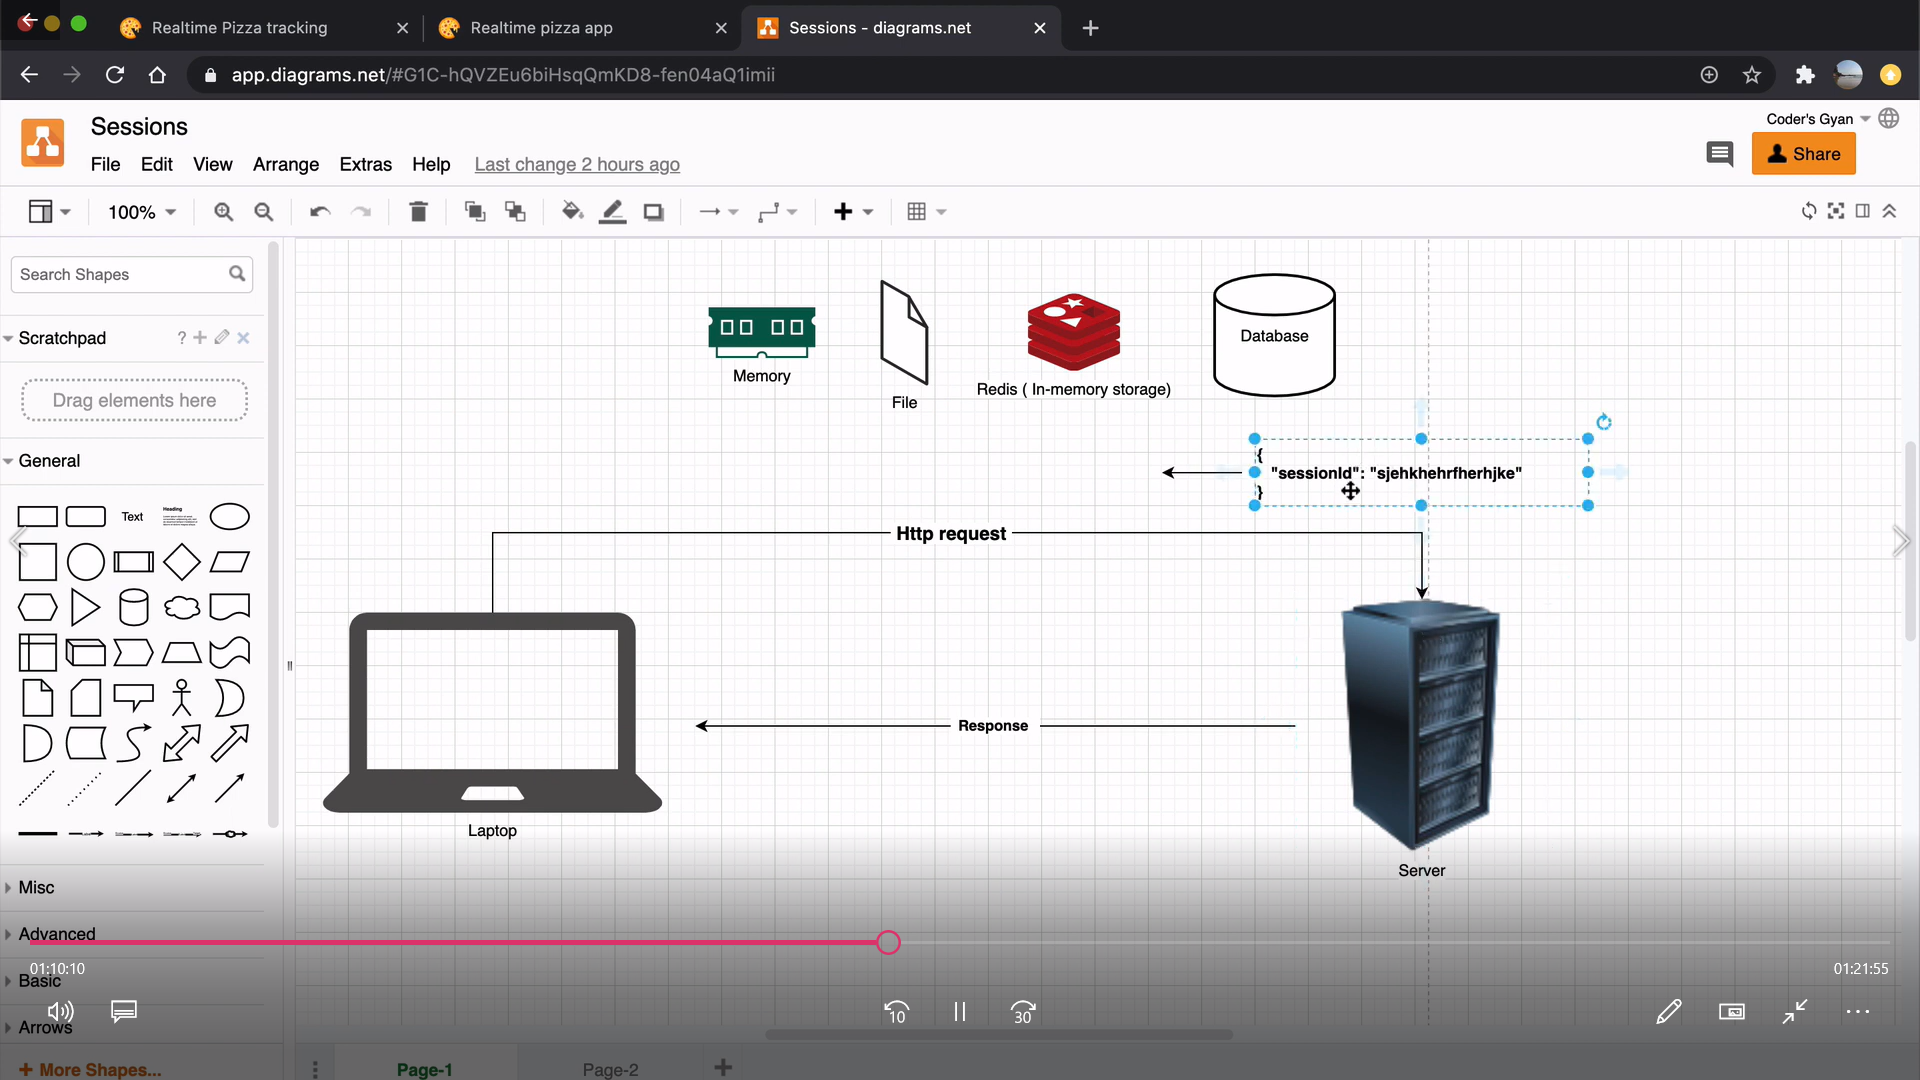 Realtime Pizza tracking
Realtime pizza app
Sessions - diagrams.net
app.diagrams.net/#G1C-hQVZEu6biHsqQmKD8-fen04aQ1imii
Sessions
Coder's Gyan
File Edit View Arrange Extras Help Last change 2 hours ago
Share
100%
Search Shapes
Scratchpad
?
Drag elements here
General
Text
Heading
Memory
File
Redis ( In-memory storage)
Database
{
"sessionId": "sjehkhehrfherhjke"
}
Http request
Response
Laptop
Server
Misc
Advanced
01:10:10
01:21:55
Basic
10
30
Arrows
+ More Shapes...
Page-1
Page-2